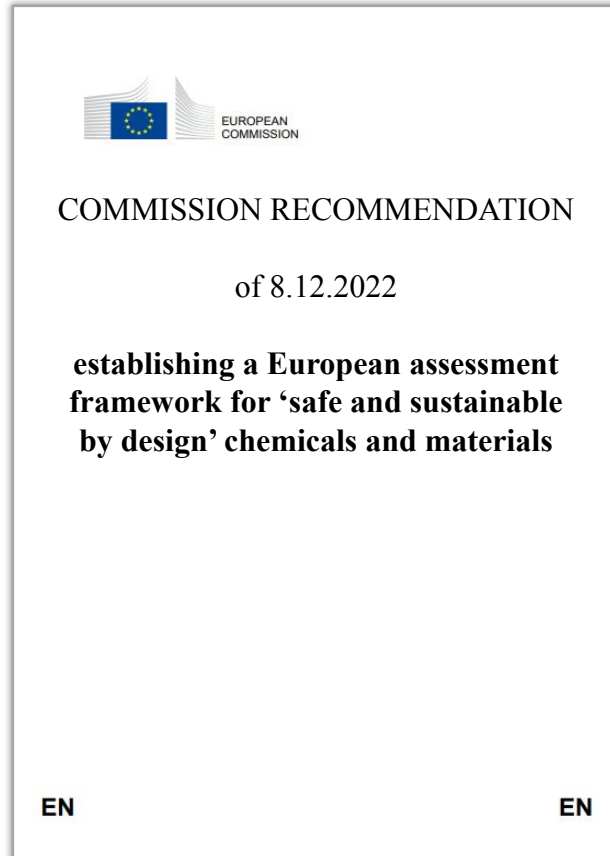 EUROPEAN
COMMISSION
COMMISSION RECOMMENDATION
of 8.12.2022
establishing a European assessment
framework for ‘safe and sustainable
by design’ chemicals and materials
EN EN